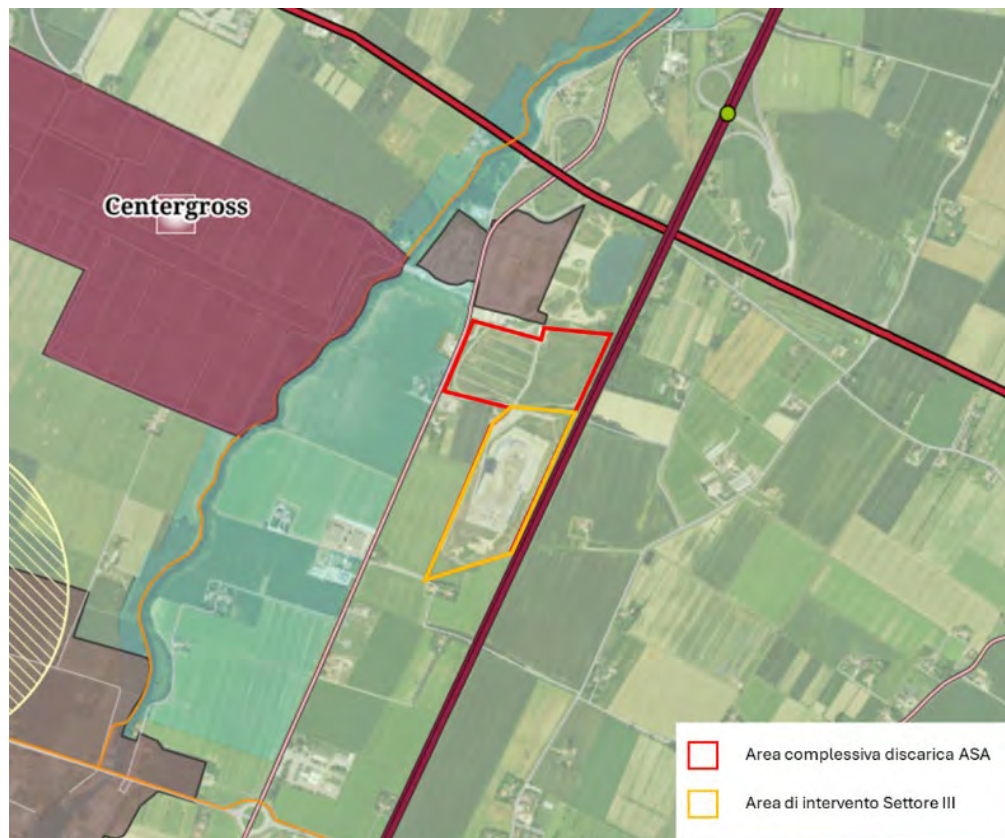 Centergross
Area complessiva discarica ASA
Area di intervento Settore III